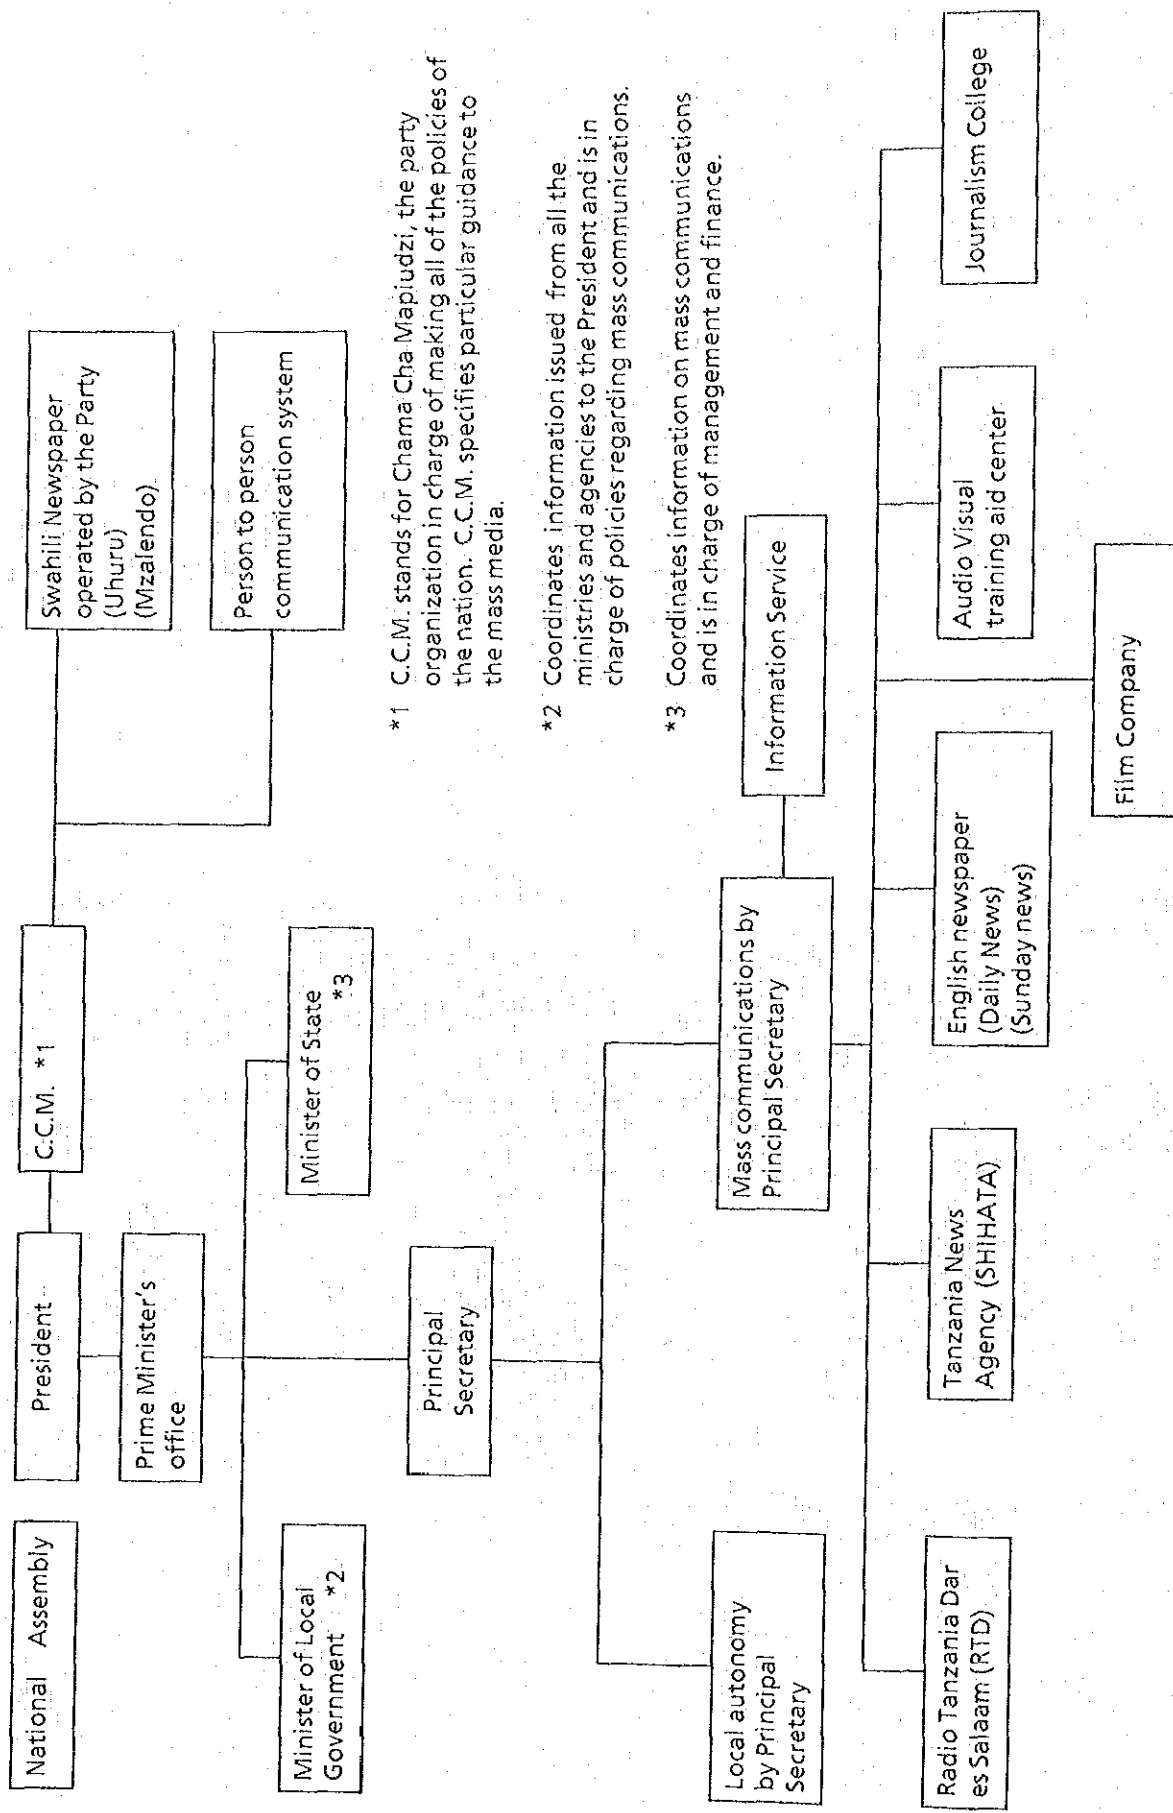 National Assembly
President
C.C.M. *1
Swahili Newspaper
operated by the Party
(Uhuru)
(Mzalendo)
Prime Minister's
office
Person to person
communication system
Minister of Local
Government *2
Minister of State
*3
*1 C.C.M. stands for Chama Cha Mapiudzi, the party
organization in charge of making all of the policies of
the nation. C.C.M. specifies particular guidance to
the mass media.
Principal
Secretary
*2 Coordinates information issued from all the
ministries and agencies to the President and is in
charge of policies regarding mass communications.
*3 Coordinates information on mass communications
and is in charge of management and finance.
Local autonomy
by Principal
Secretary
Mass communications by
Principal Secretary
Information Service
Radio Tanzania Dar
es Salaam (RTD)
Tanzania News
Agency (SHIHATA)
English newspaper
(Daily News)
(Sunday news)
Audio Visual
training aid center
Journalism College
Film Company